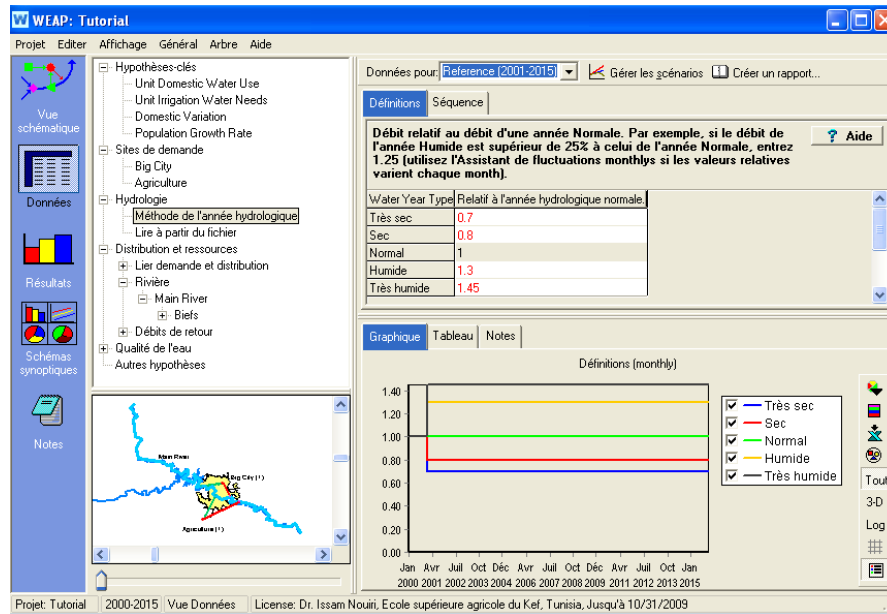 WEAP: Tutorial
Projet Editer Affichage Général Arbre Aide
Vue schématique
Données
Résultats
Schémas synoptiques
Notes
Hypothèses-clés
Unit Domestic Water Use
Unit Irrigation Water Needs
Domestic Variation
Population Growth Rate
Sites de demande
Big City
Agriculture
Hydrologie
Méthode de l'année hydrologique
Lire à partir du fichier
Distribution et ressources
Lier demande et distribution
Rivière
Main River
Biefs
Débits de retour
Qualité de l'eau
Autres hypothèses
Main River
Big City (1)
Agriculture (1)
Données pour: Reference (2001-2015) Gérer les scénarios Créer un rapport...
Définitions Séquence
Débit relatif au débit d'une année Normale. Par exemple, si le débit de
l'année Humide est supérieur de 25% à celui de l'année Normale, entrez
1.25 (utilisez l'Assistant de fluctuations monthlys si les valeurs relatives
varient chaque month).
? Aide
Water Year Type Relatif à l'année hydrologique normale.
Très sec 0.7
Sec 0.8
Normal 1
Humide 1.3
Très humide 1.45
Graphique Tableau Notes
Définitions (monthly)
1.40
1.20
1.00
0.80
0.60
0.40
0.20
0.00
Jan Avr Juil Oct Déc Avr Juil Oct Déc Avr Juil Oct Jan
2000 2001 2002 2003 2004 2006 2007 2008 2009 2011 2012 2013 2015
Très sec
Sec
Normal
Humide
Très humide
Tout
3-D
Log
Projet: Tutorial 2000-2015 Vue Données License: Dr. Issam Nouiri, Ecole supérieure agricole du Kef, Tunisia, Jusqu'à 10/31/2009